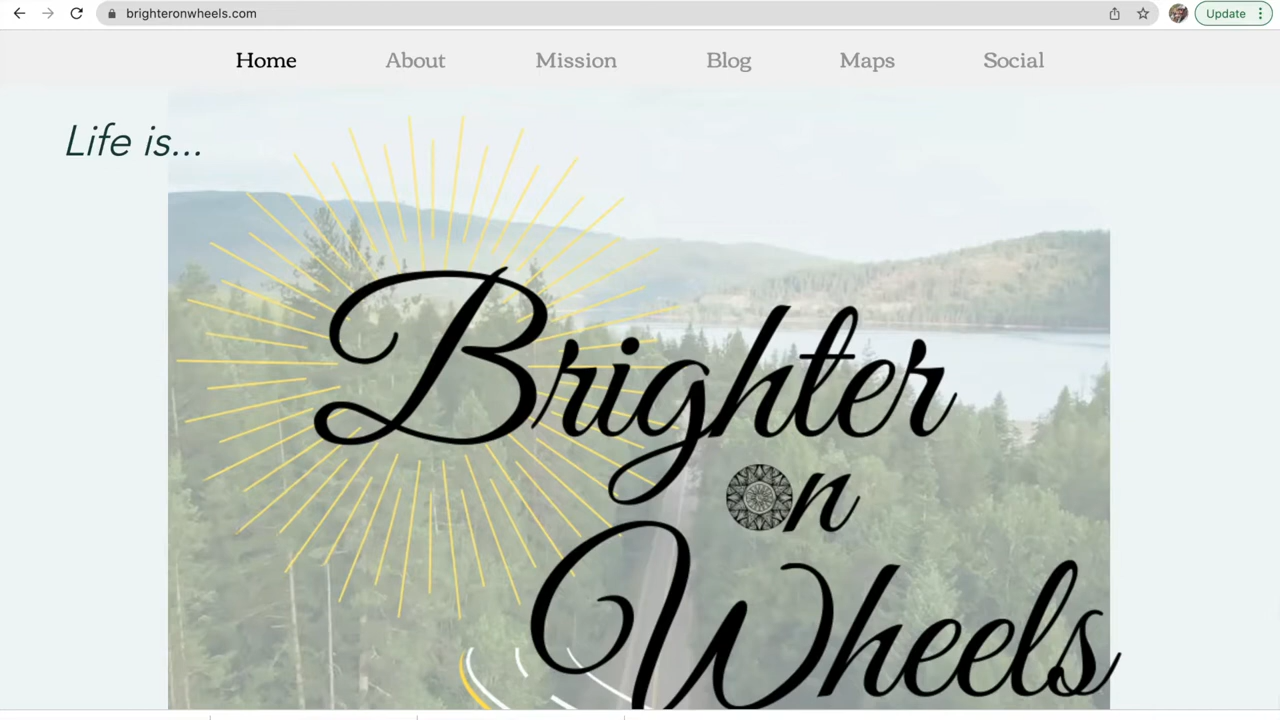 brighteronwheels.com
Update
Home About Mission Blog Maps Social
Life is...
Brighter
on
Wheels